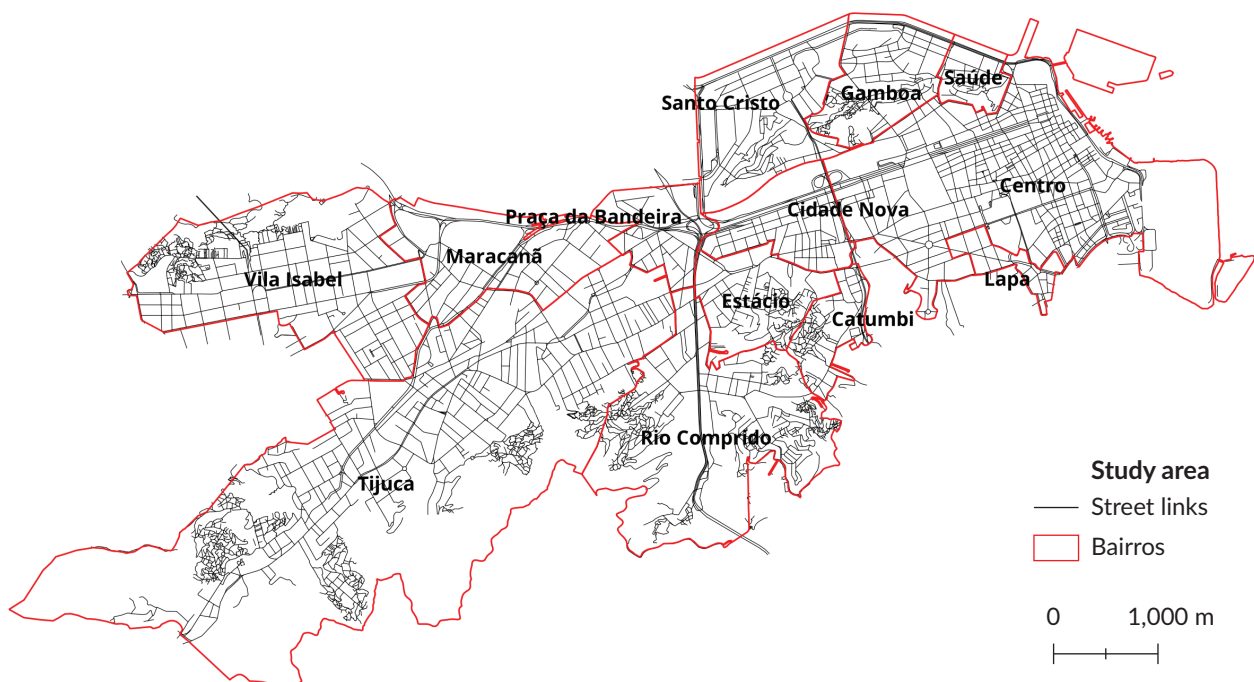 Saúde
Gamboa
Santo Cristo
Centro
Cidade Nova
Praça da Bandeira
Maracanã
Vila Isabel
Lapa
Estácio
Catumbi
Rio Comprido
Tijuca
Study area
Street links
Bairros
0 1,000 m